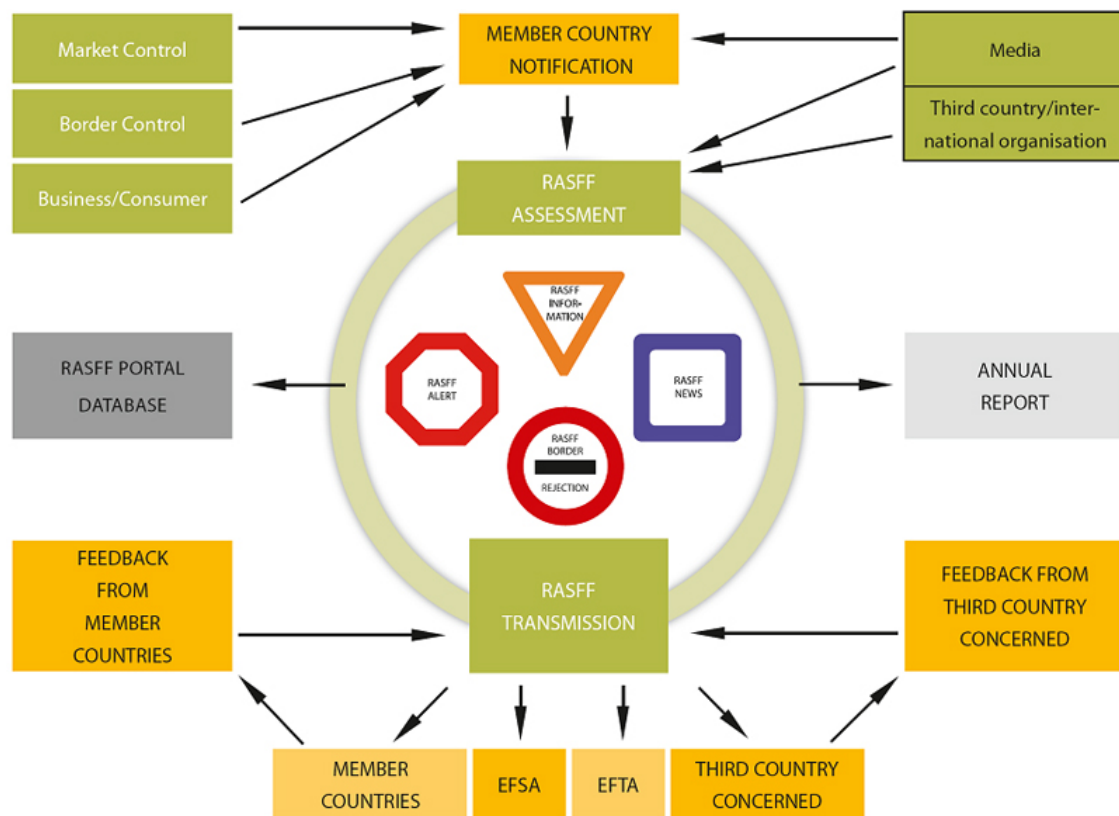 Market Control
MEMBER COUNTRY
NOTIFICATION
Media
Border Control
Third country/inter-
national organisation
Business/Consumer
RASFF
ASSESSMENT
RASFF
INFOR-
MATION
RASFF PORTAL
DATABASE
RASFF
ALERT
RASFF
NEWS
ANNUAL
REPORT
RASFF
BORDER
REJECTION
FEEDBACK
FROM
MEMBER
COUNTRIES
RASFF
TRANSMISSION
FEEDBACK FROM
THIRD COUNTRY
CONCERNED
MEMBER
COUNTRIES
EFSA
EFTA
THIRD COUNTRY
CONCERNED